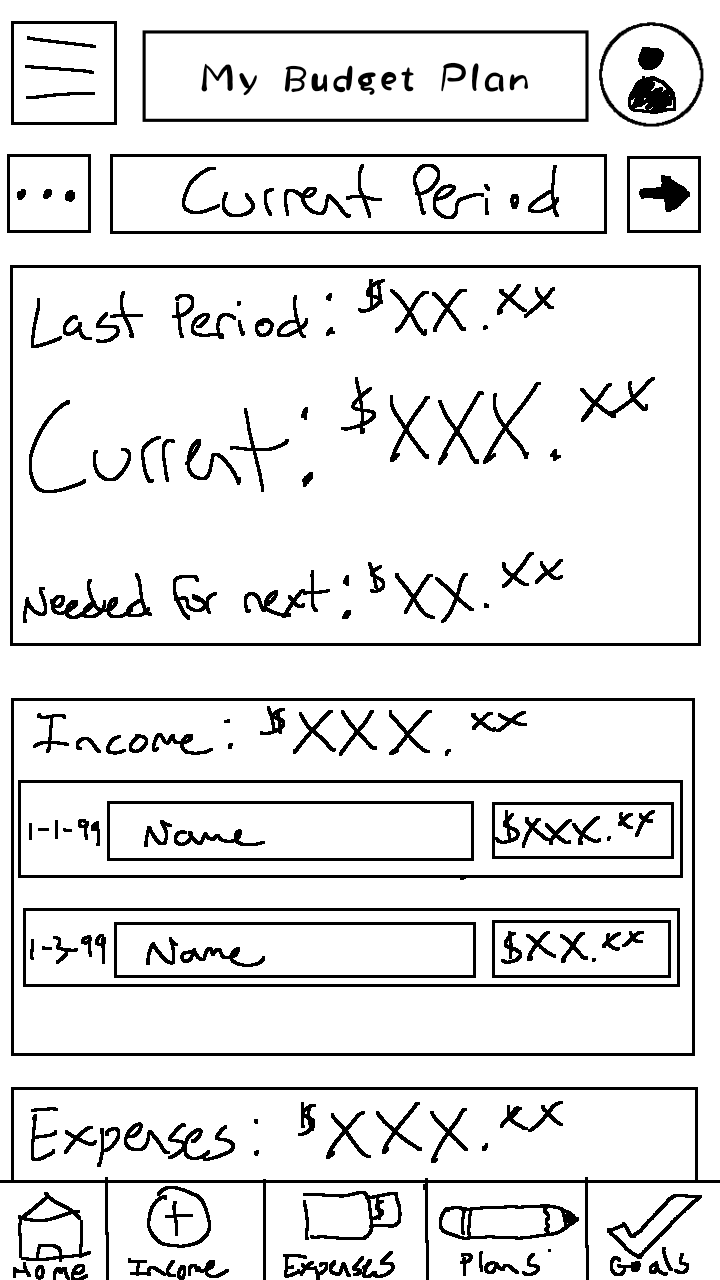 My Budget Plan
... Current Period
Last Period: $XX.XX
Current: $XXX.XX
Needed for next: $XX.XX
Income: $XXX.XX
1-1-99 Name $XXX.XX
1-3-99 Name $XX.XX
Expenses: $XXX.XX
$
Home Income Expenses Plans Goals